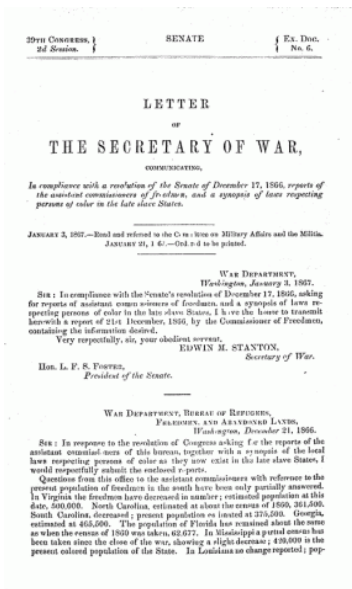 39TH CONGRESS, } SENATE { EX. DOC.
2d Session. } { No. 6.
LETTER
OF
THE SECRETARY OF WAR,
COMMUNICATING,
In compliance with a resolution of the Senate of December 17, 1866, reports of
the assistant commissioners of freedmen, and a synopsis of laws respecting
persons of color in the late slave States.
JANUARY 3, 1867.—Read and referred to the Committee on Military Affairs and the Militia.
JANUARY 21, 1867.—Ordered to be printed.
WAR DEPARTMENT,
Washington, January 3, 1867.
SIR: In compliance with the Senate's resolution of December 17, 1866, asking
for reports of assistant commissioners of freedmen and a synopsis of laws re-
specting persons of color in the late slave States, I have the honor to transmit
herewith a report of 21st December, 1866, by the Commissioner of Freedmen,
containing the information desired.
Very respectfully, sir, your obedient servant,
EDWIN M. STANTON,
Secretary of War.
Hon. L. F. S. FOSTER,
President of the Senate.
WAR DEPARTMENT, BUREAU OF REFUGEES,
FREEDMEN, AND ABANDONED LANDS,
Washington, December 21, 1866.
SIR: In response to the resolution of Congress asking for the reports of the
assistant commissioners of this bureau, together with a synopsis of the local
laws respecting persons of color as they now exist in the late slave States, I
would respectfully submit the enclosed reports.
Questions from this office to the assistant commissioners with reference to the
present population of freedmen in the south have been only partially answered.
In Virginia the freedmen have decreased in number; estimated population at this
date, 500,000. North Carolina, estimated at about the census of 1860, 361,500.
South Carolina, decreased; present population estimated at 375,500. Georgia,
estimated at 465,500. The population of Florida has remained about the same
as when the census of 1860 was taken, 62,677. In Mississippi a partial census has
been taken since the close of the war, showing a slight decrease; 420,000 is the
present colored population of the State. In Louisiana no change reported; pop-